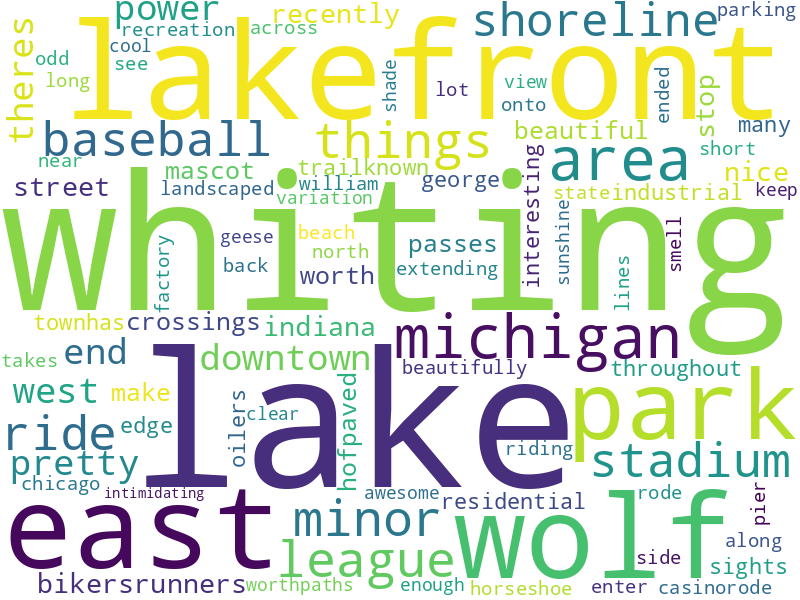 power recently shoreline parking
recreation across
theres odd cool lakefront
long see shade lot view onto ended stop
baseball things beautiful many
near mascot trailknown interesting area short nice
street landscaped william george state industrial keep
variation
whiting
factory geese beach sunshine smell
back north passes lines
worth extending
townhas crossings indiana michigan
takes end downtown beautifully throughout
west make lake park
ride edge oilers clear hofpaved riding stadium
pretty
chicago intimidating awesome residential rode pier
east minor wolf along
league side sights
bikersrunners worthpaths enough horseshoe enter casinorode